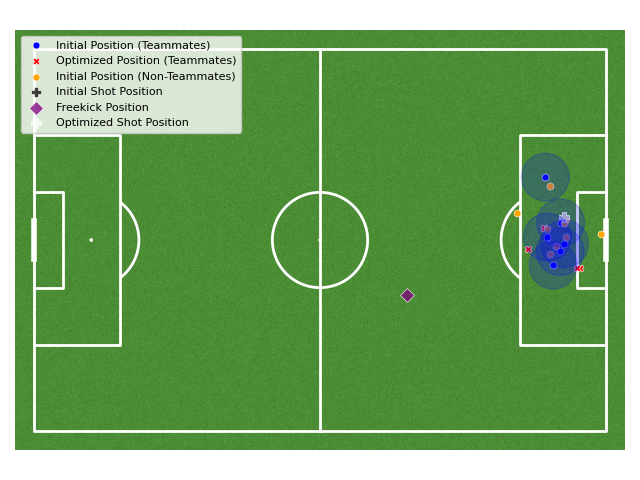 Initial Position (Teammates)
Optimized Position (Teammates)
Initial Position (Non-Teammates)
Initial Shot Position
Freekick Position
Optimized Shot Position